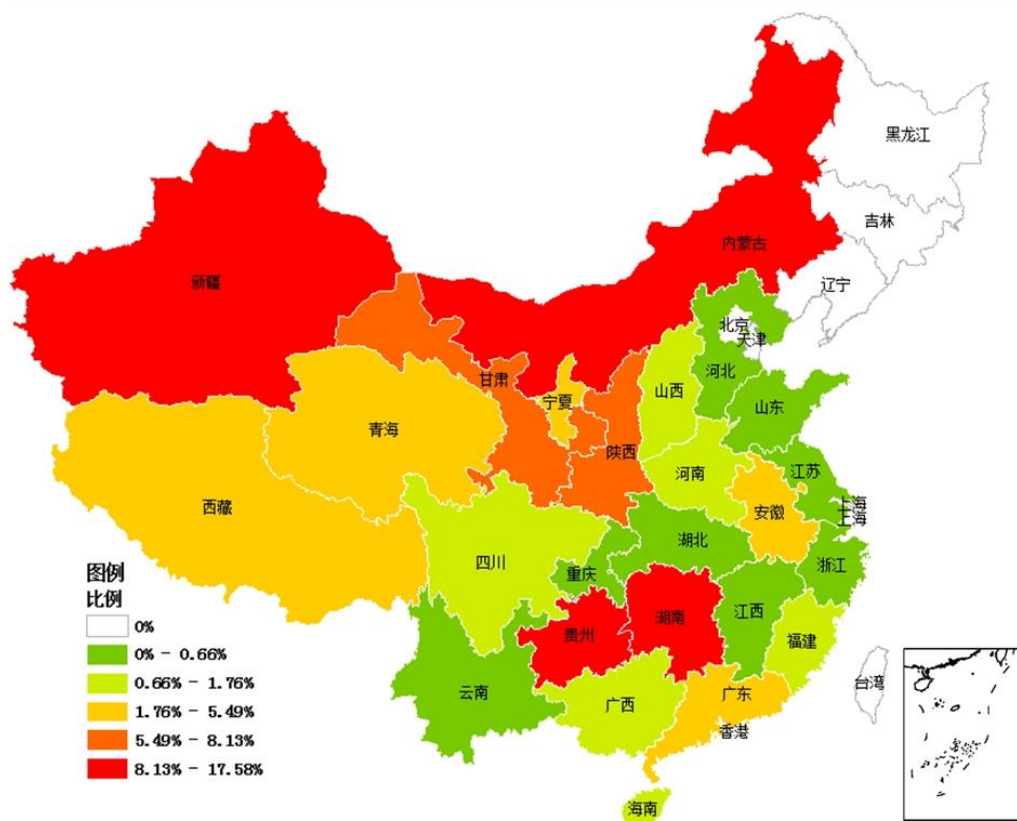 黑龙江
吉林
辽宁
内蒙古
新疆
北京
天津
河北
甘肃
宁夏
山西
山东
青海
陕西
河南
江苏
西藏
安徽
上海
上海
四川
湖北
浙江
重庆
贵州
湖南
江西
福建
云南
广西
广东
台湾
香港
海南
图例
比例
0%
0% - 0.66%
0.66% - 1.76%
1.76% - 5.49%
5.49% - 8.13%
8.13% - 17.58%